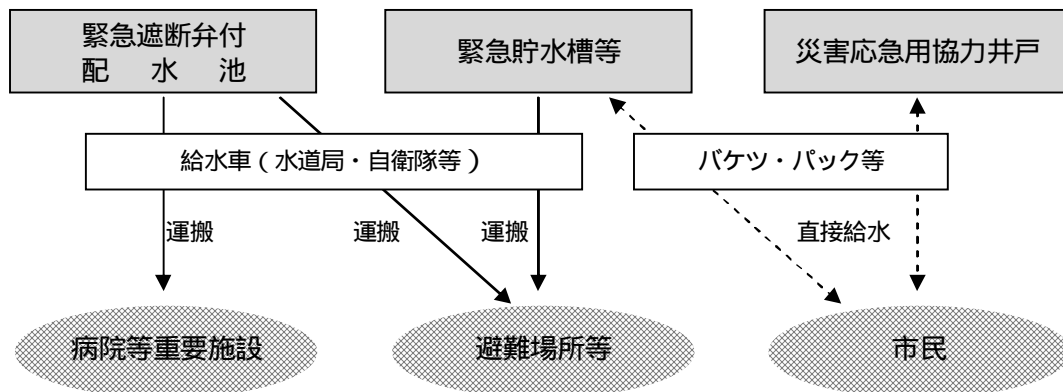 緊急遮断弁付
配水池
緊急貯水槽等
災害応急用協力井戸
給水車(水道局・自衛隊等)
バケツ・パック等
運搬
運搬
運搬
直接給水
病院等重要施設
避難場所等
市民